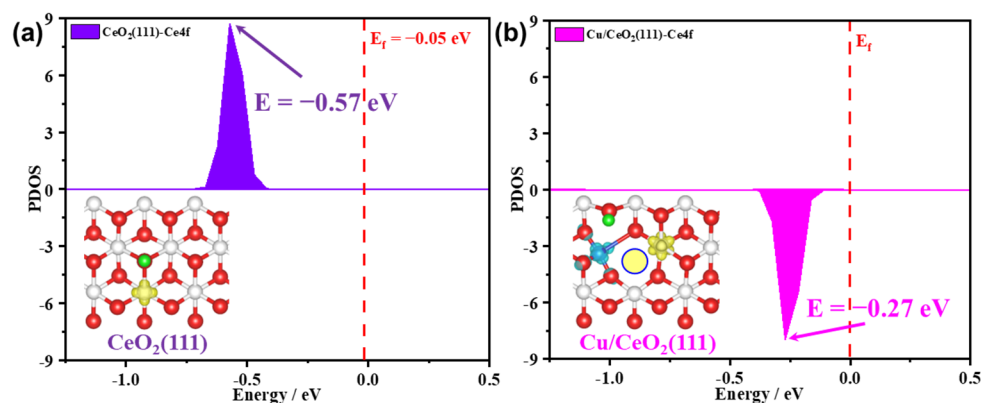 (a)
CeO₂(111)-Ce4f
E_f = −0.05 eV
E = −0.57 eV
PDOS
9
6
3
0
-3
-6
-9
CeO₂(111)
-1.0
-0.5
0.0
0.5
Energy / eV
(b)
Cu/CeO₂(111)-Ce4f
E_f
E = −0.27 eV
PDOS
9
6
3
0
-3
-6
-9
Cu/CeO₂(111)
-1.0
-0.5
0.0
0.5
Energy / eV